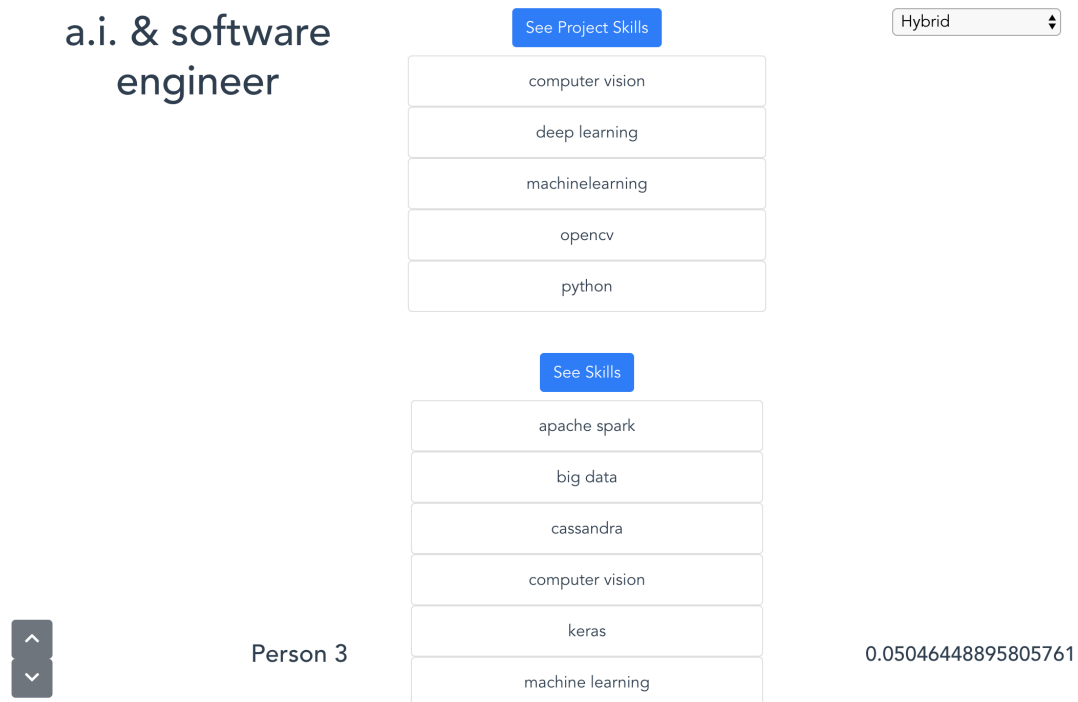 a.i. & software
engineer
See Project Skills
Hybrid
computer vision
deep learning
machinelearning
opencv
python
See Skills
apache spark
big data
cassandra
computer vision
keras
Person 3
0.05046448895805761
machine learning